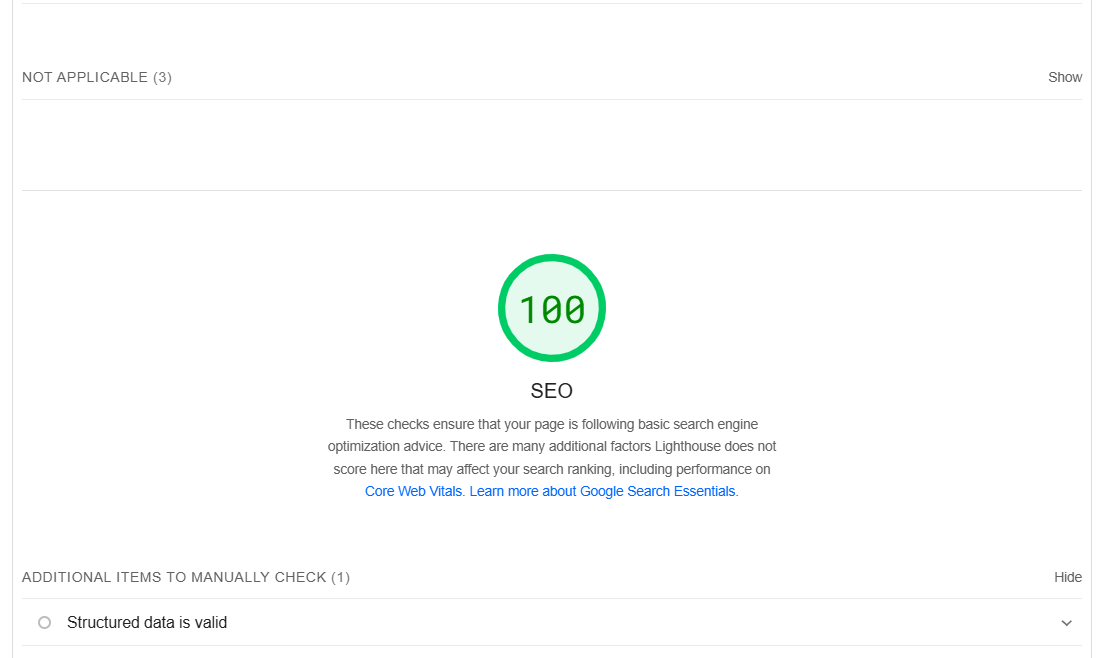 NOT APPLICABLE (3)
Show
100
SEO
These checks ensure that your page is following basic search engine
optimization advice. There are many additional factors Lighthouse does not
score here that may affect your search ranking, including performance on
Core Web Vitals. Learn more about Google Search Essentials.
ADDITIONAL ITEMS TO MANUALLY CHECK (1)
Hide
Structured data is valid